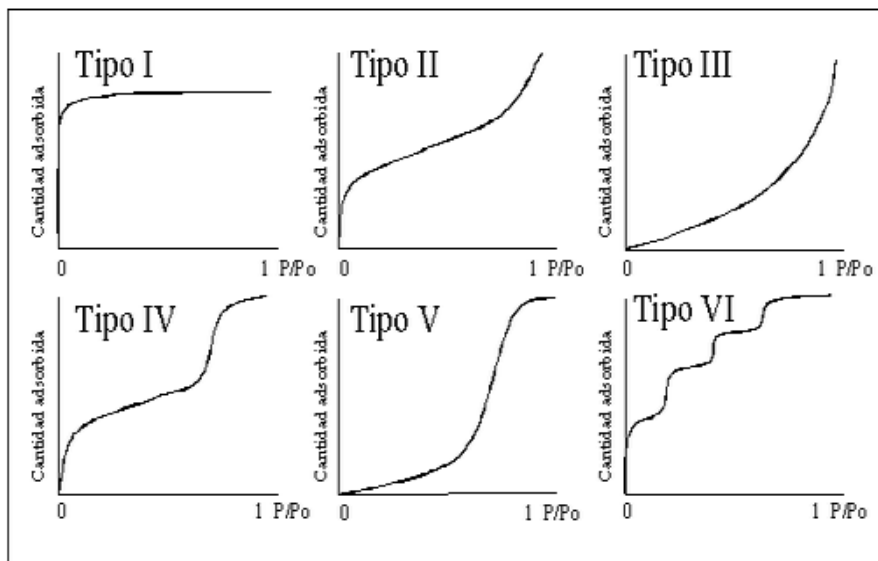 Tipo I
Cantidad adsorbida
0 1 P/Po
Tipo II
Cantidad adsorbida
0 1 P/Po
Tipo III
Cantidad adsorbida
0 1 P/Po
Tipo IV
Cantidad adsorbida
0 1 P/Po
Tipo V
Cantidad adsorbida
0 1 P/Po
Tipo VI
Cantidad adsorbida
0 1 P/Po